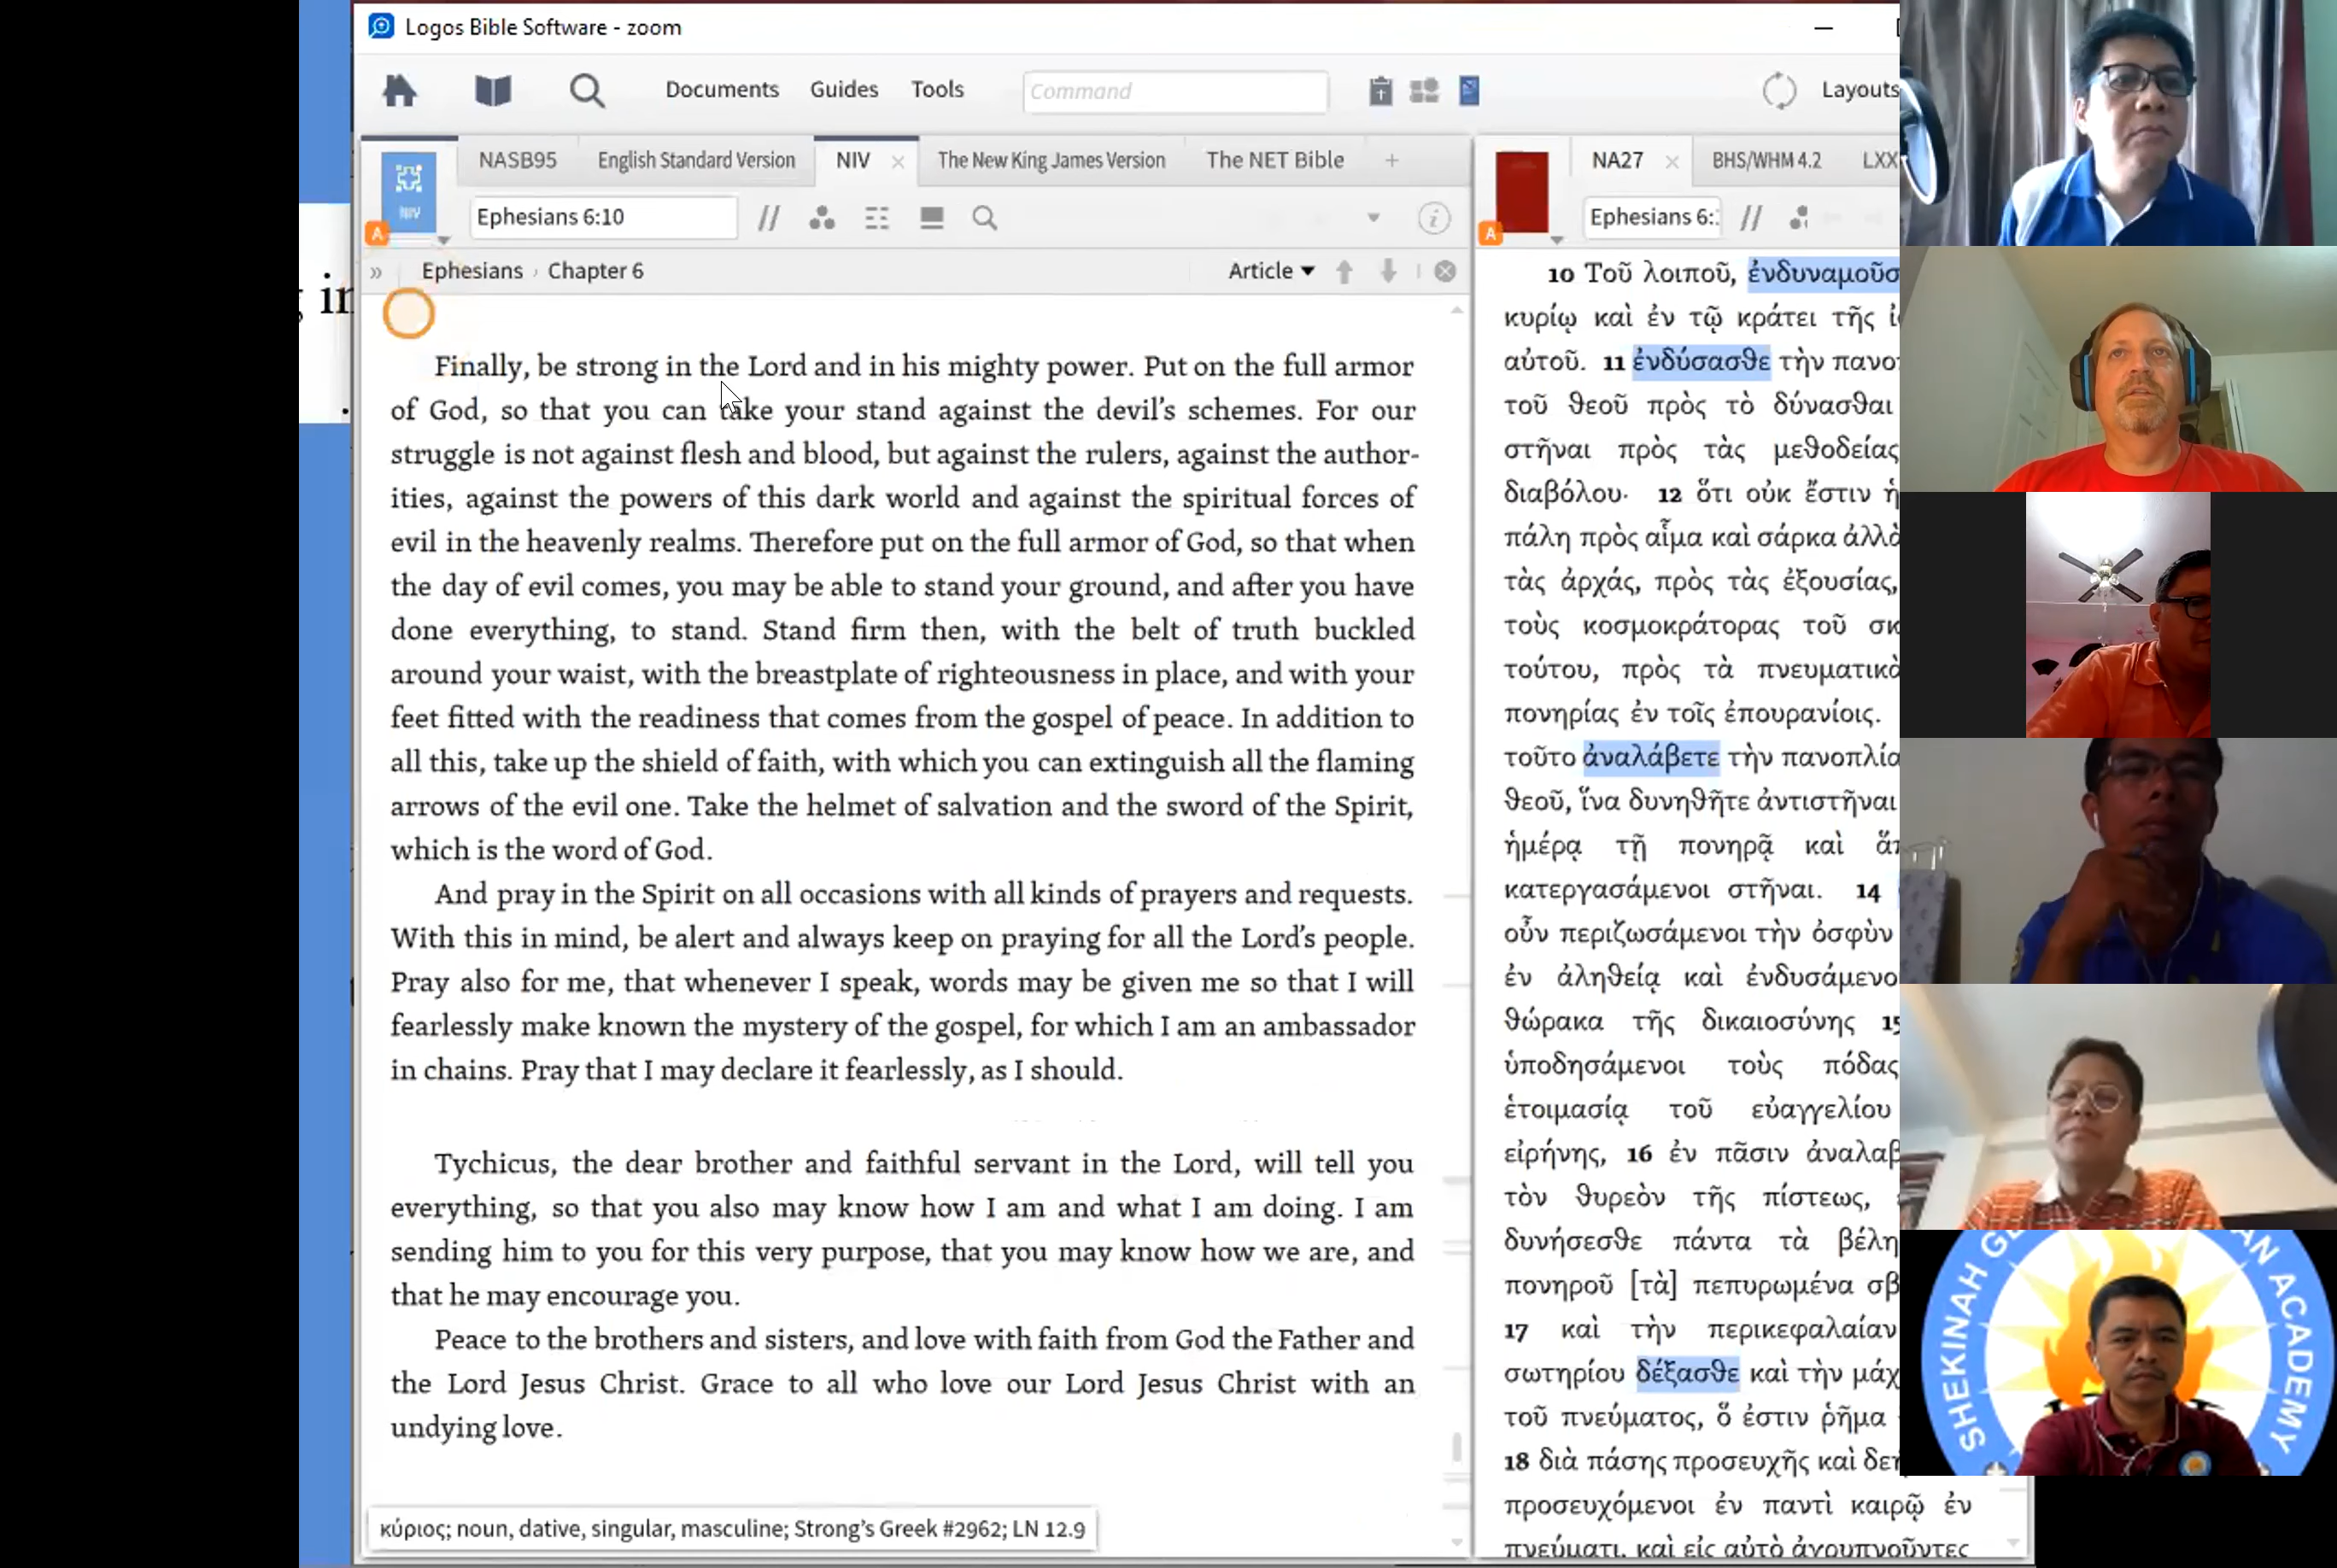 Logos Bible Software - zoom
Documents Guides Tools Command Layouts
NASB95 English Standard Version NIV The New King James Version The NET Bible
NIV
Ephesians 6:10
A
Ephesians › Chapter 6 Article
in
Finally, be strong in the Lord and in his mighty power. Put on the full armor
of God, so that you can take your stand against the devil’s schemes. For our
struggle is not against flesh and blood, but against the rulers, against the author-
ities, against the powers of this dark world and against the spiritual forces of
evil in the heavenly realms. Therefore put on the full armor of God, so that when
the day of evil comes, you may be able to stand your ground, and after you have
done everything, to stand. Stand firm then, with the belt of truth buckled
around your waist, with the breastplate of righteousness in place, and with your
feet fitted with the readiness that comes from the gospel of peace. In addition to
all this, take up the shield of faith, with which you can extinguish all the flaming
arrows of the evil one. Take the helmet of salvation and the sword of the Spirit,
which is the word of God.
And pray in the Spirit on all occasions with all kinds of prayers and requests.
With this in mind, be alert and always keep on praying for all the Lord’s people.
Pray also for me, that whenever I speak, words may be given me so that I will
fearlessly make known the mystery of the gospel, for which I am an ambassador
in chains. Pray that I may declare it fearlessly, as I should.
Tychicus, the dear brother and faithful servant in the Lord, will tell you
everything, so that you also may know how I am and what I am doing. I am
sending him to you for this very purpose, that you may know how we are, and
that he may encourage you.
Peace to the brothers and sisters, and love with faith from God the Father and
the Lord Jesus Christ. Grace to all who love our Lord Jesus Christ with an
undying love.
κύριος; noun, dative, singular, masculine; Strong’s Greek #2962; LN 12.9
NA27 BHS/WHM 4.2 LXX
Ephesians 6:
A
10 Τοῦ λοιποῦ, ἐνδυναμοῦσ
κυρίῳ καὶ ἐν τῷ κράτει τῆς ἰ
αὐτοῦ. 11 ἐνδύσασθε τὴν πανο
τοῦ θεοῦ πρὸς τὸ δύνασθαι
στῆναι πρὸς τὰς μεθοδείας
διαβόλου· 12 ὅτι οὐκ ἔστιν ἡ
πάλη πρὸς αἷμα καὶ σάρκα ἀλλὰ
τὰς ἀρχάς, πρὸς τὰς ἐξουσίας,
τοὺς κοσμοκράτορας τοῦ σκ
τούτου, πρὸς τὰ πνευματικὰ
πονηρίας ἐν τοῖς ἐπουρανίοις.
τοῦτο ἀναλάβετε τὴν πανοπλία
θεοῦ, ἵνα δυνηθῆτε ἀντιστῆναι
ἡμέρᾳ τῇ πονηρᾷ καὶ ἅπ
κατεργασάμενοι στῆναι. 14
οὖν περιζωσάμενοι τὴν ὀσφὺν
ἐν ἀληθείᾳ καὶ ἐνδυσάμενο
θώρακα τῆς δικαιοσύνης 15
ὑποδησάμενοι τοὺς πόδας
ἑτοιμασίᾳ τοῦ εὐαγγελίου
εἰρήνης, 16 ἐν πᾶσιν ἀναλαβ
τὸν θυρεὸν τῆς πίστεως,
δυνήσεσθε πάντα τὰ βέλη
πονηροῦ [τὰ] πεπυρωμένα σβ
17 καὶ τὴν περικεφαλαίαν
σωτηρίου δέξασθε καὶ τὴν μάχ
τοῦ πνεύματος, ὅ ἐστιν ῥῆμα
18 διὰ πάσης προσευχῆς καὶ δεή
προσευχόμενοι ἐν παντὶ καιρῷ ἐν
πνεύματι, καὶ εἰς αὐτὸ ἀγρυπνοῦντες
SHEKINAH GL AN ACADEMY